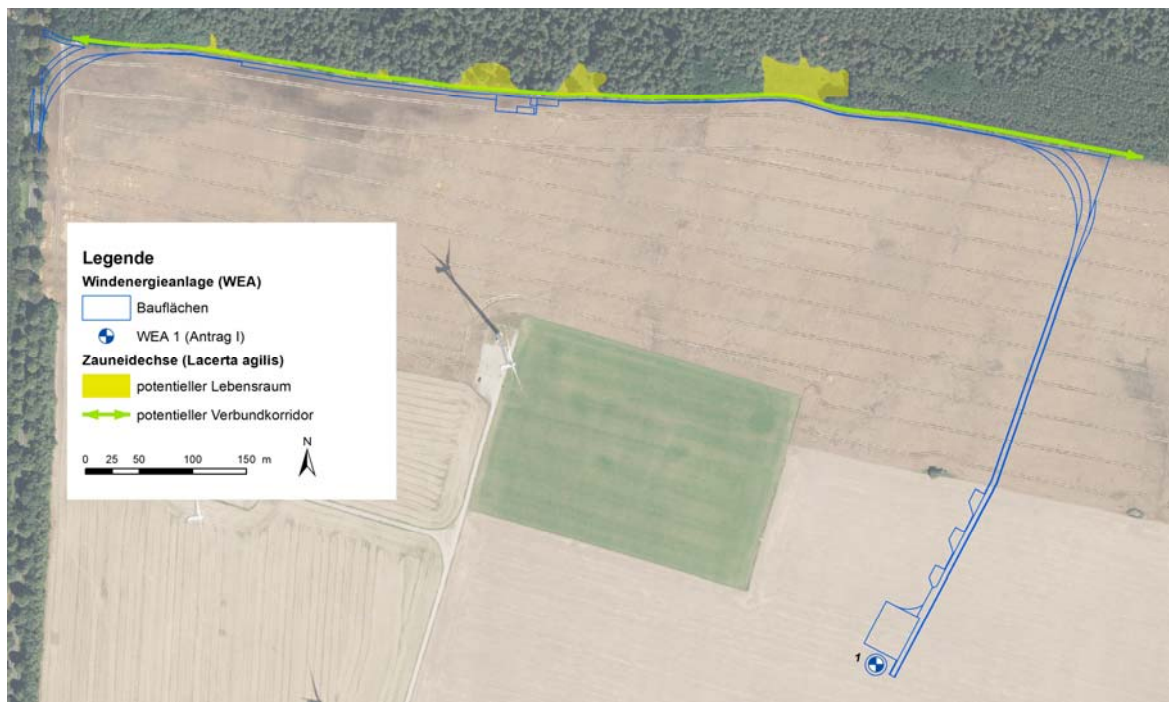 Legende
Windenergieanlage (WEA)
Bauflächen
WEA 1 (Antrag I)
Zauneidechse (Lacerta agilis)
potentieller Lebensraum
potentieller Verbundkorridor
N
0 25 50 100 150 m
1